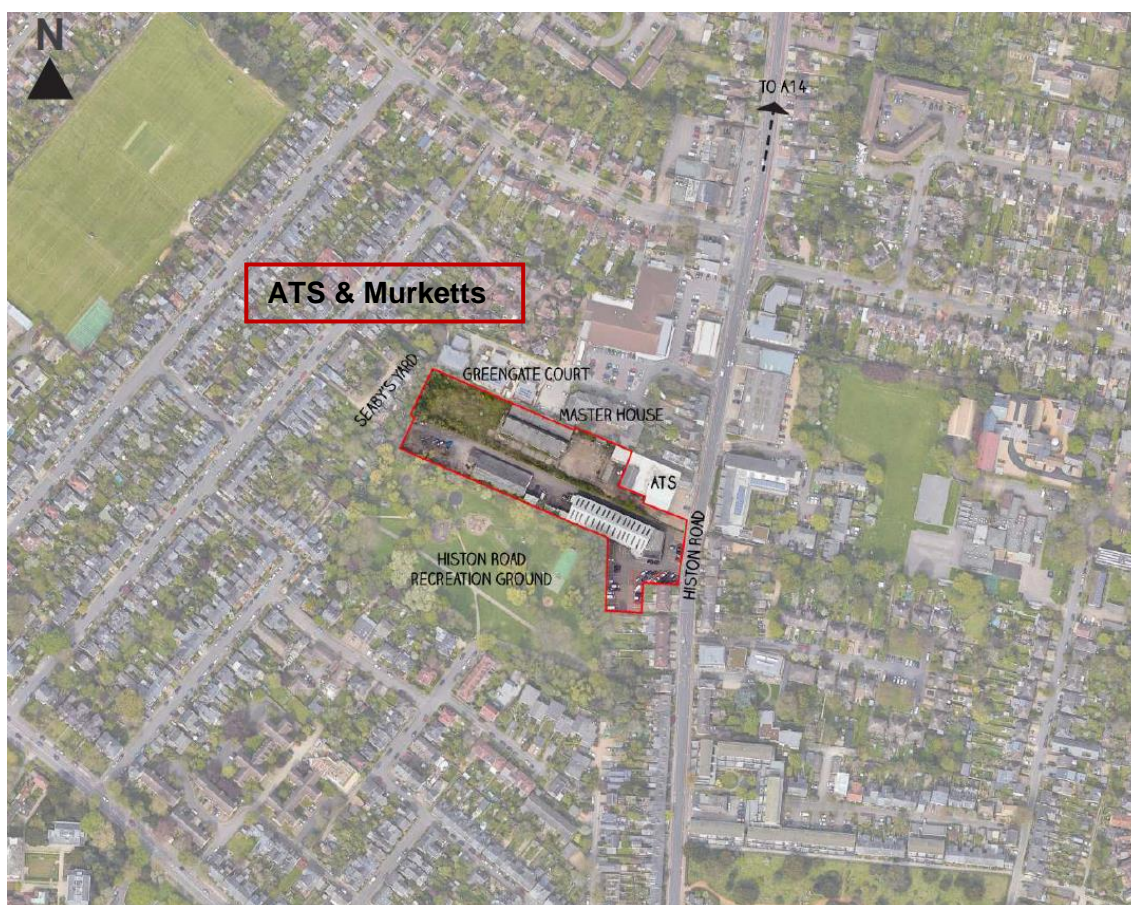 N
TO A14
ATS & Murketts
SEABY'S YARD
GREENGATE COURT
MASTER HOUSE
ATS
HISTON ROAD
HISTON ROAD
RECREATION GROUND